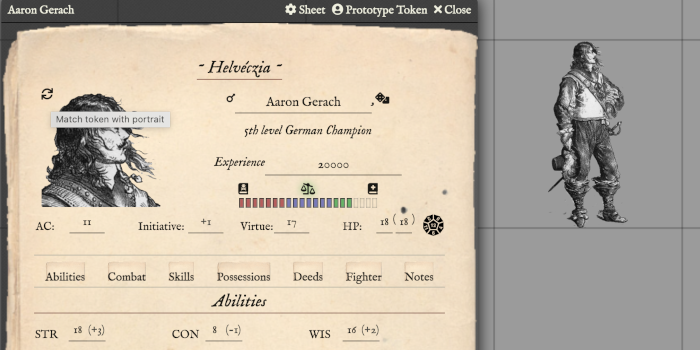 Aaron Gerach Sheet Prototype Token Close
~ Helvéczia ~
Match token with portrait
♂ Aaron Gerach ,
5th level German Champion
Experience 20000
AC: 11 Initiative: +1 Virtue: 17 HP: 18 ( 18 )
Abilities Combat Skills Possessions Deeds Fighter Notes
Abilities
STR 18 (+3) CON 8 (-1) WIS 16 (+2)